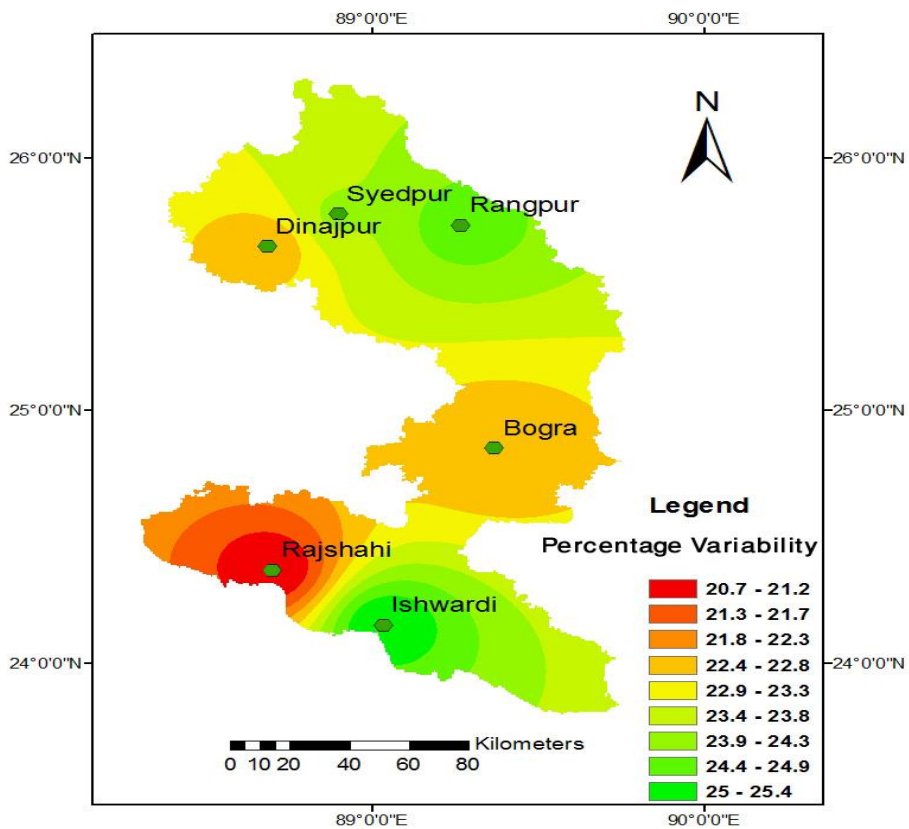 89°0'0"E 90°0'0"E
N
26°0'0"N 26°0'0"N
Syedpur
Rangpur
Dinajpur
25°0'0"N 25°0'0"N
Bogra
Legend
Percentage Variability
Rajshahi
20.7 - 21.2
21.3 - 21.7
21.8 - 22.3
22.4 - 22.8
22.9 - 23.3
23.4 - 23.8
23.9 - 24.3
24.4 - 24.9
25 - 25.4
Ishwardi
24°0'0"N 24°0'0"N
Kilometers
0 10 20 40 60 80
89°0'0"E 90°0'0"E